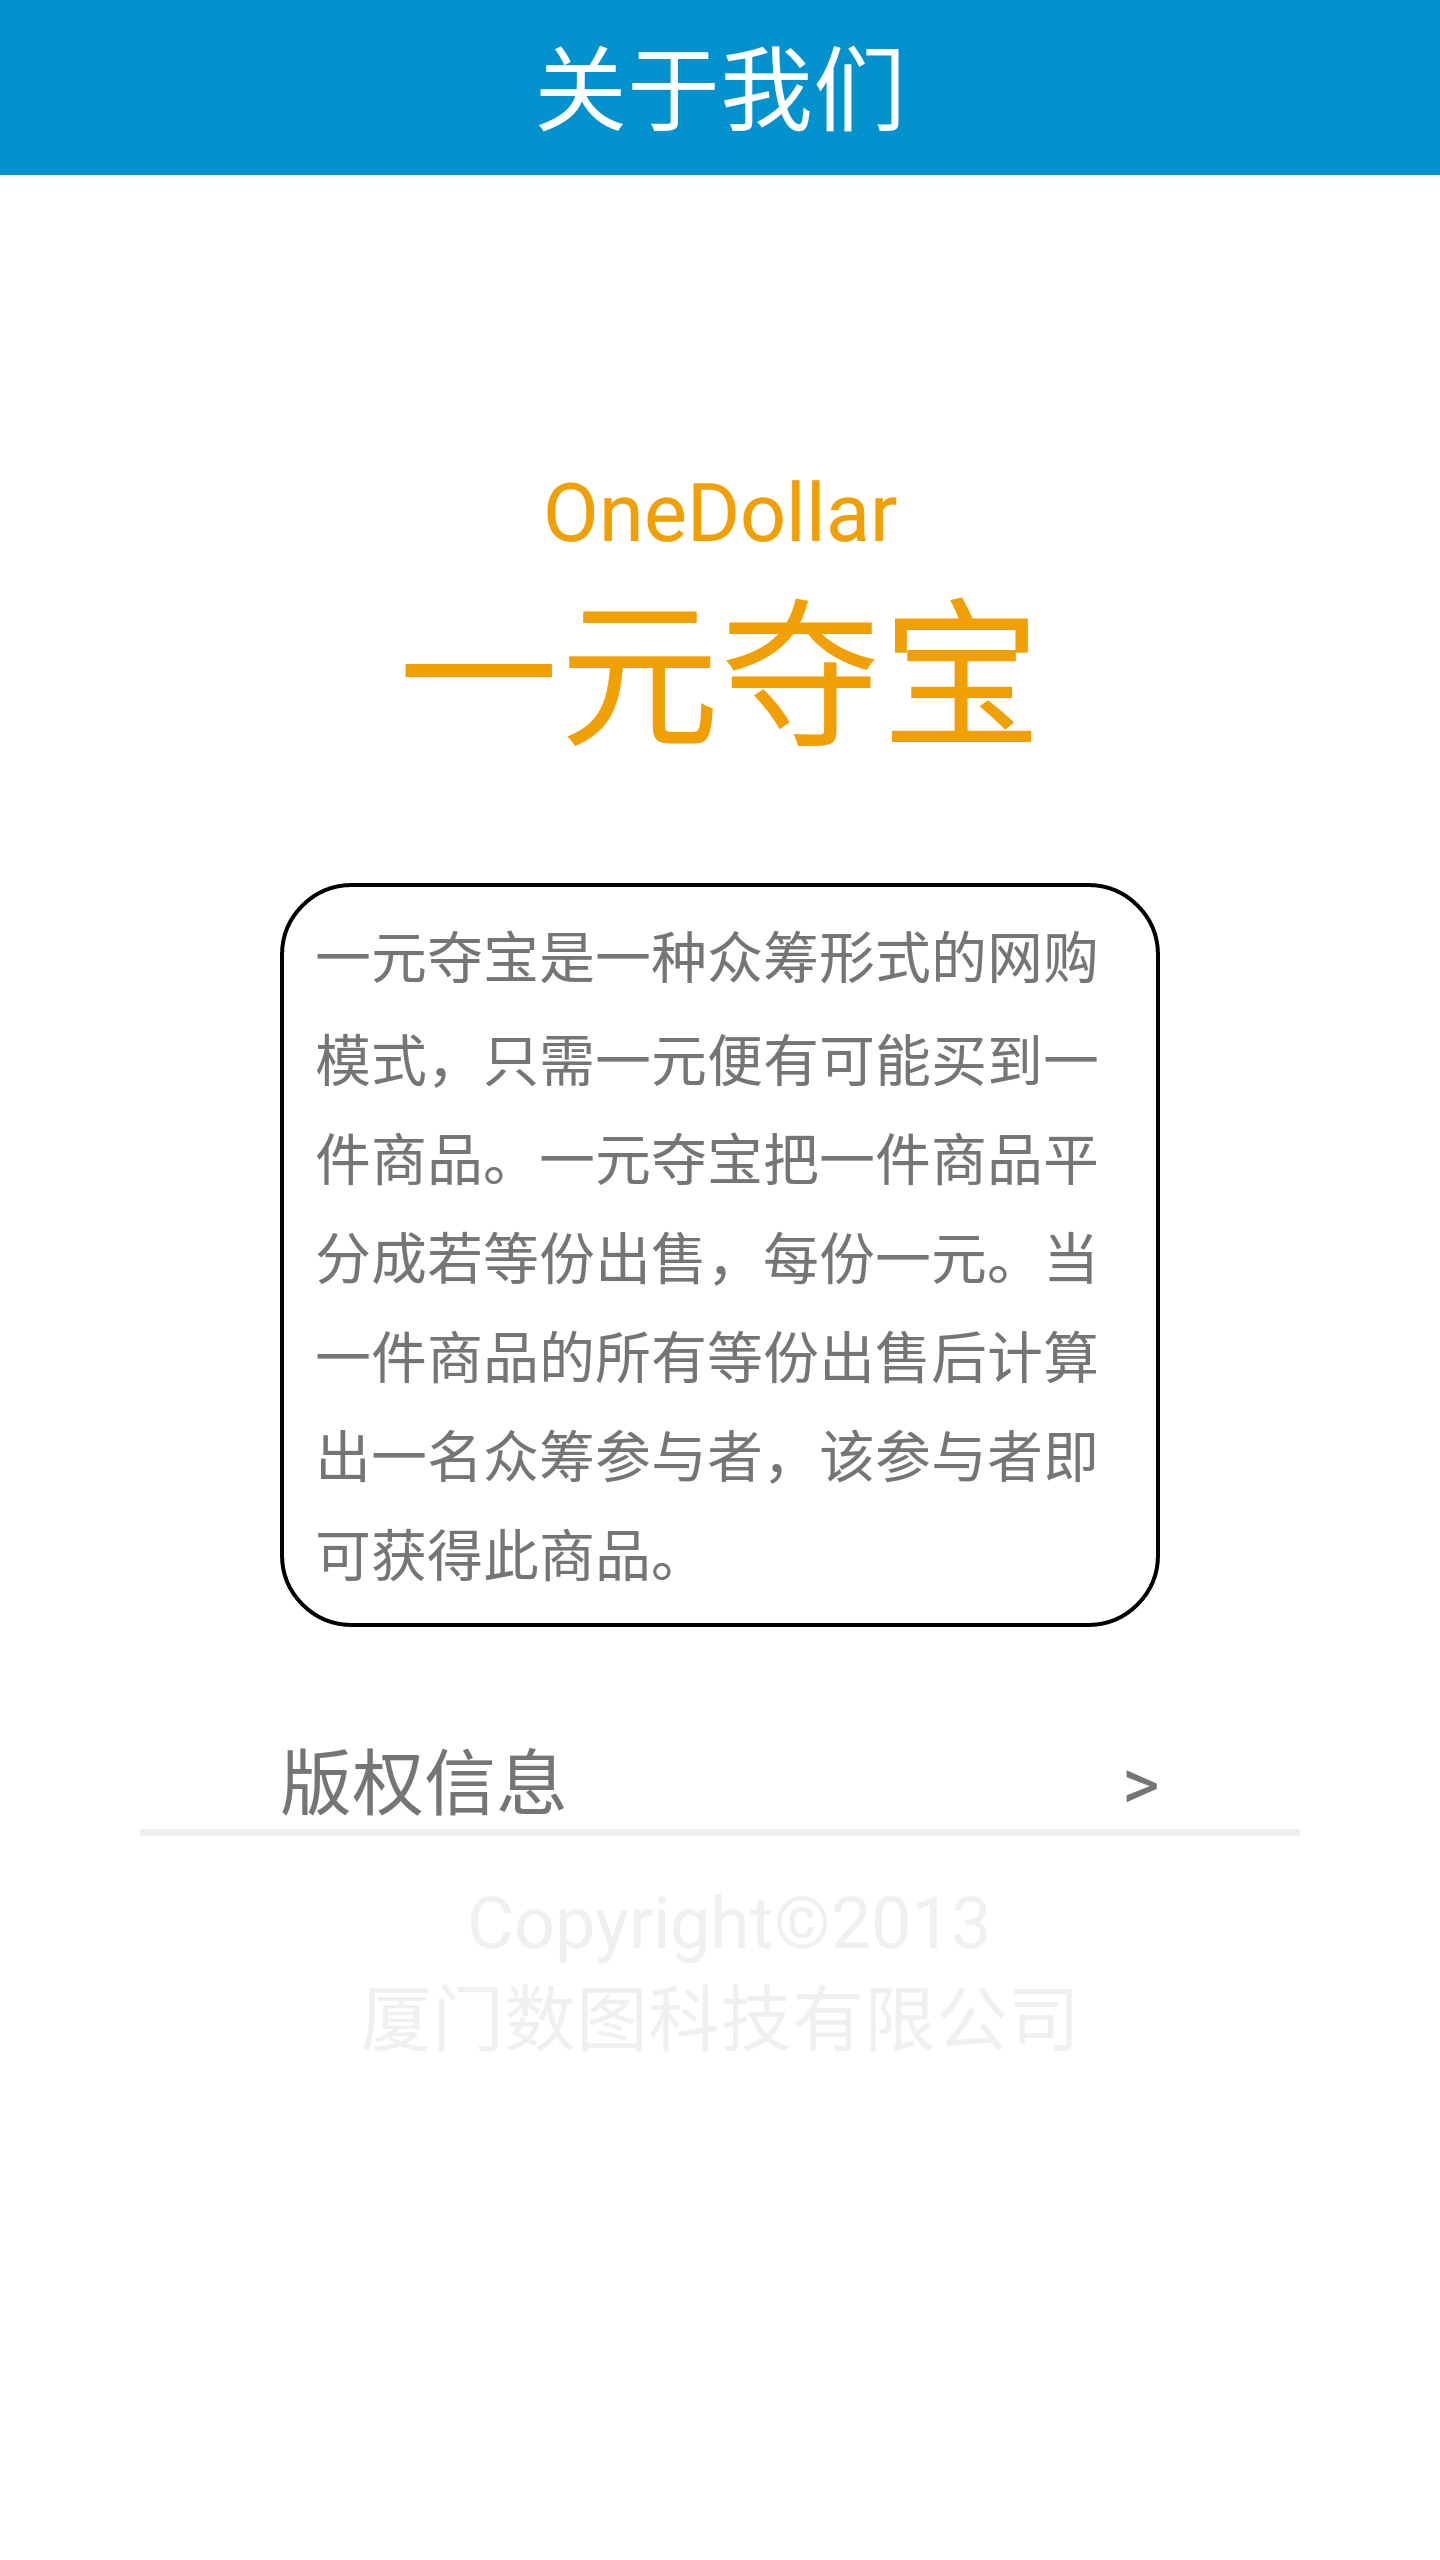 关于我们
OneDollar
一元夺宝
一元夺宝是一种众筹形式的网购
模式，只需一元便有可能买到一
件商品。一元夺宝把一件商品平
分成若等份出售，每份一元。当
一件商品的所有等份出售后计算
出一名众筹参与者，该参与者即
可获得此商品。
版权信息 >
Copyright©2013
厦门数图科技有限公司